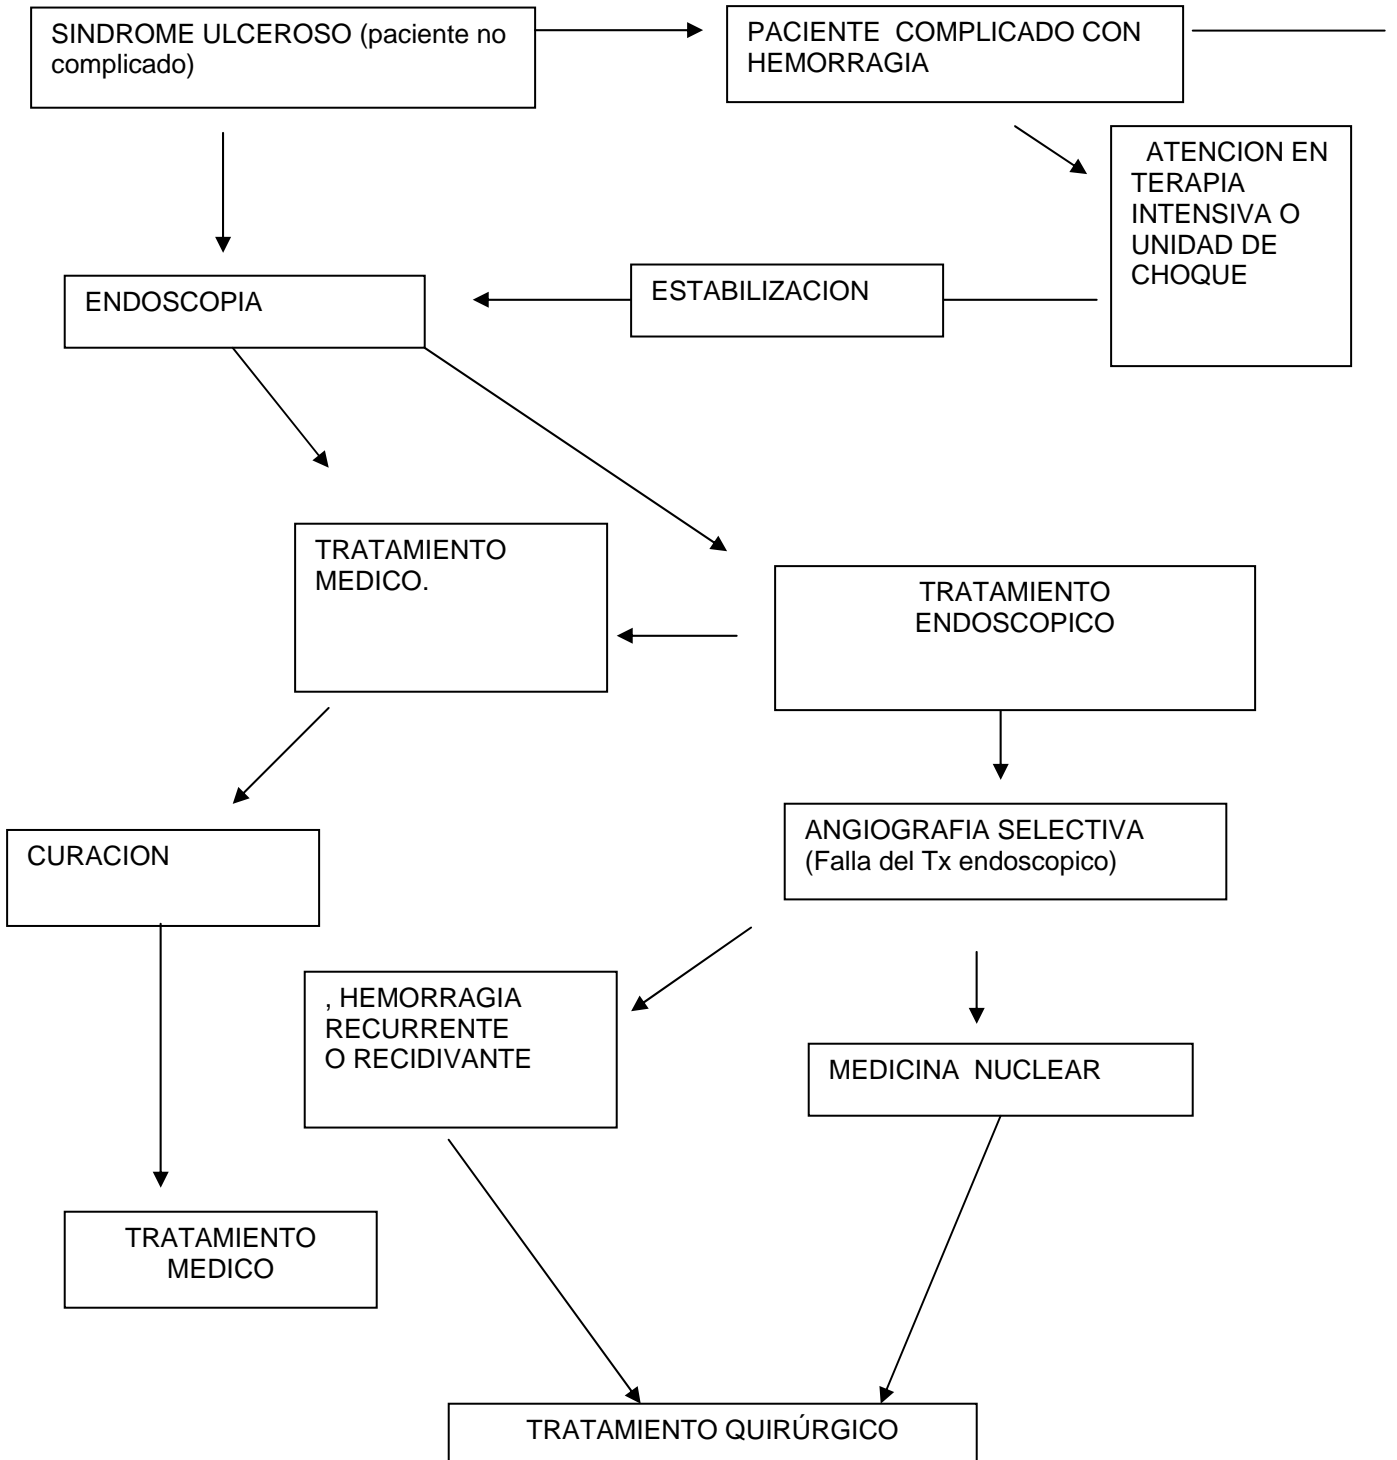 SINDROME ULCEROSO (paciente no
complicado)
PACIENTE COMPLICADO CON
HEMORRAGIA
ATENCION EN
TERAPIA
INTENSIVA O
UNIDAD DE
CHOQUE
ESTABILIZACION
ENDOSCOPIA
TRATAMIENTO
MEDICO.
TRATAMIENTO
ENDOSCOPICO
ANGIOGRAFIA SELECTIVA
(Falla del Tx endoscopico)
CURACION
, HEMORRAGIA
RECURRENTE
O RECIDIVANTE
MEDICINA NUCLEAR
TRATAMIENTO
MEDICO
TRATAMIENTO QUIRÚRGICO